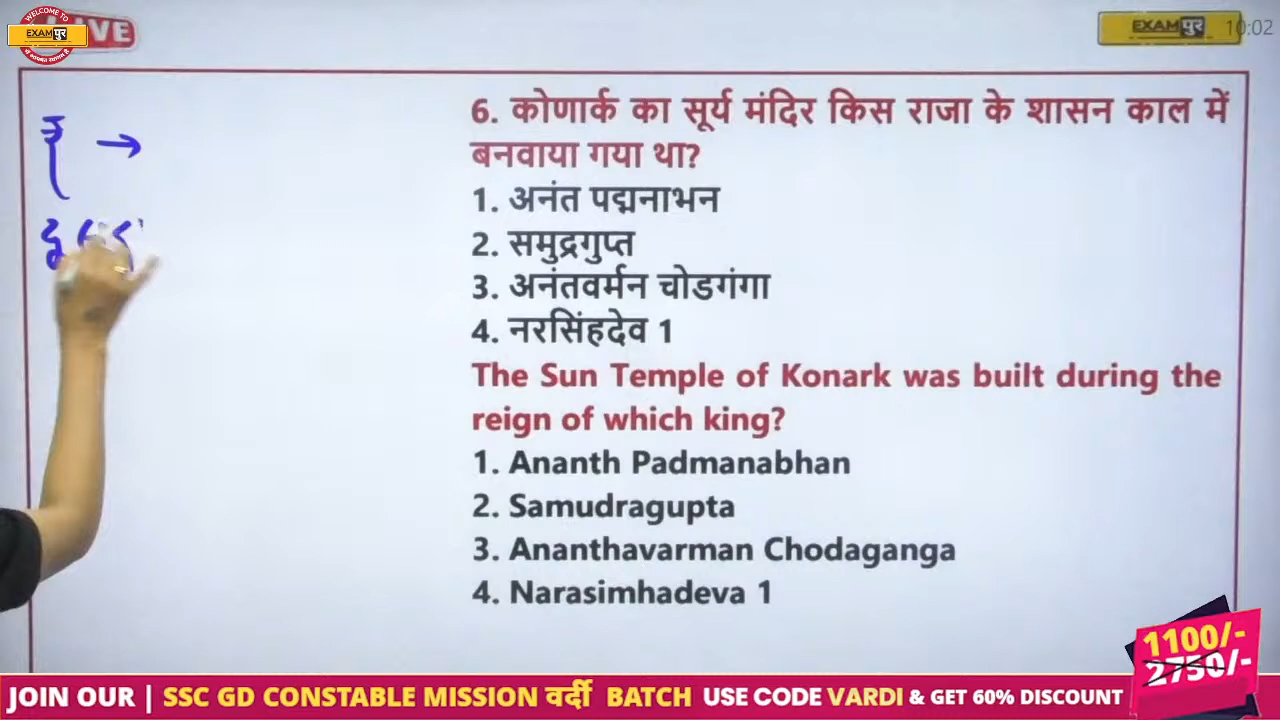 WELCOME TO
EXAMपुर
LIVE
EXAMपुर
10:02
6. कोणार्क का सूर्य मंदिर किस राजा के शासन काल में
बनवाया गया था?
1. अनंत पद्मनाभन
2. समुद्रगुप्त
3. अनंतवर्मन चोडगंगा
4. नरसिंहदेव 1
The Sun Temple of Konark was built during the
reign of which king?
1. Ananth Padmanabhan
2. Samudragupta
3. Ananthavarman Chodaganga
4. Narasimhadeva 1
1100/-
2750/-
JOIN OUR | SSC GD CONSTABLE MISSION वर्दी BATCH USE CODE VARDI & GET 60% DISCOUNT